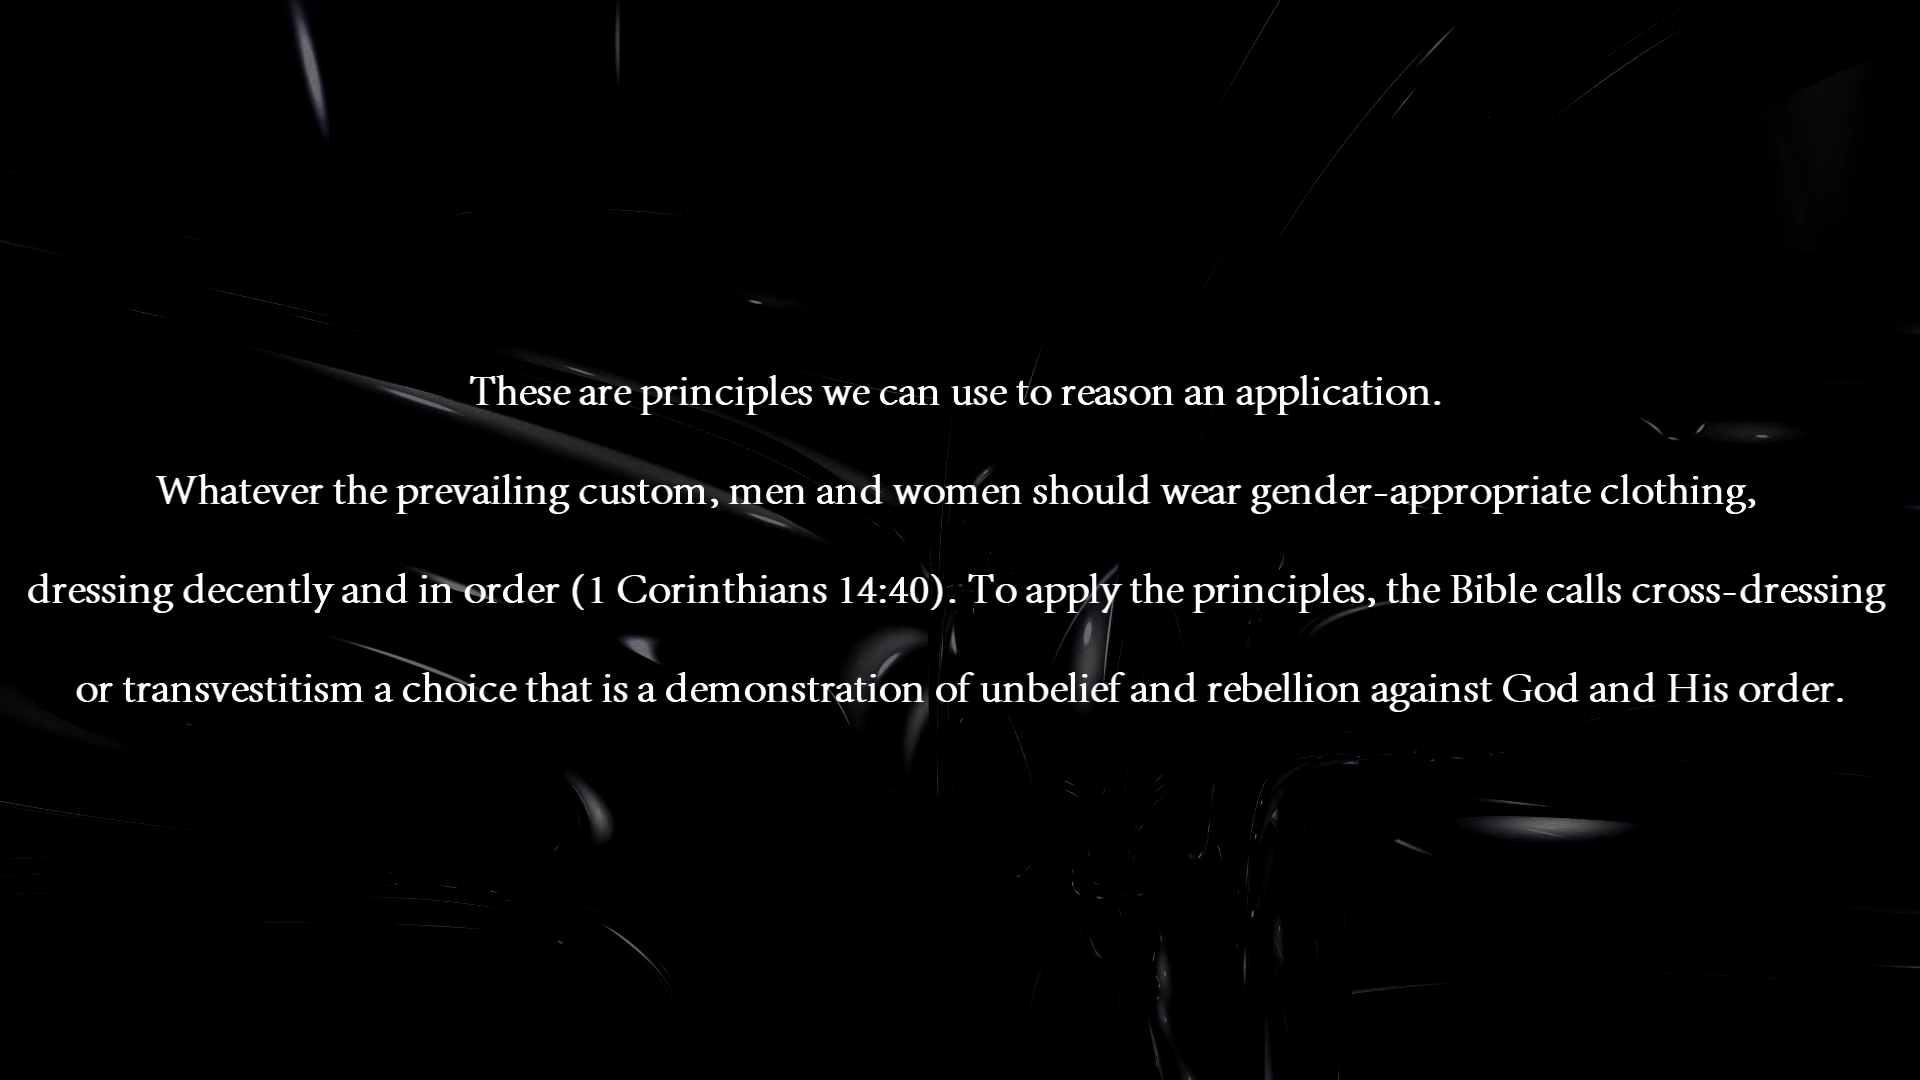 These are principles we can use to reason an application.
Whatever the prevailing custom, men and women should wear gender-appropriate clothing,
dressing decently and in order (1 Corinthians 14:40). To apply the principles, the Bible calls cross-dressing
or transvestitism a choice that is a demonstration of unbelief and rebellion against God and His order.